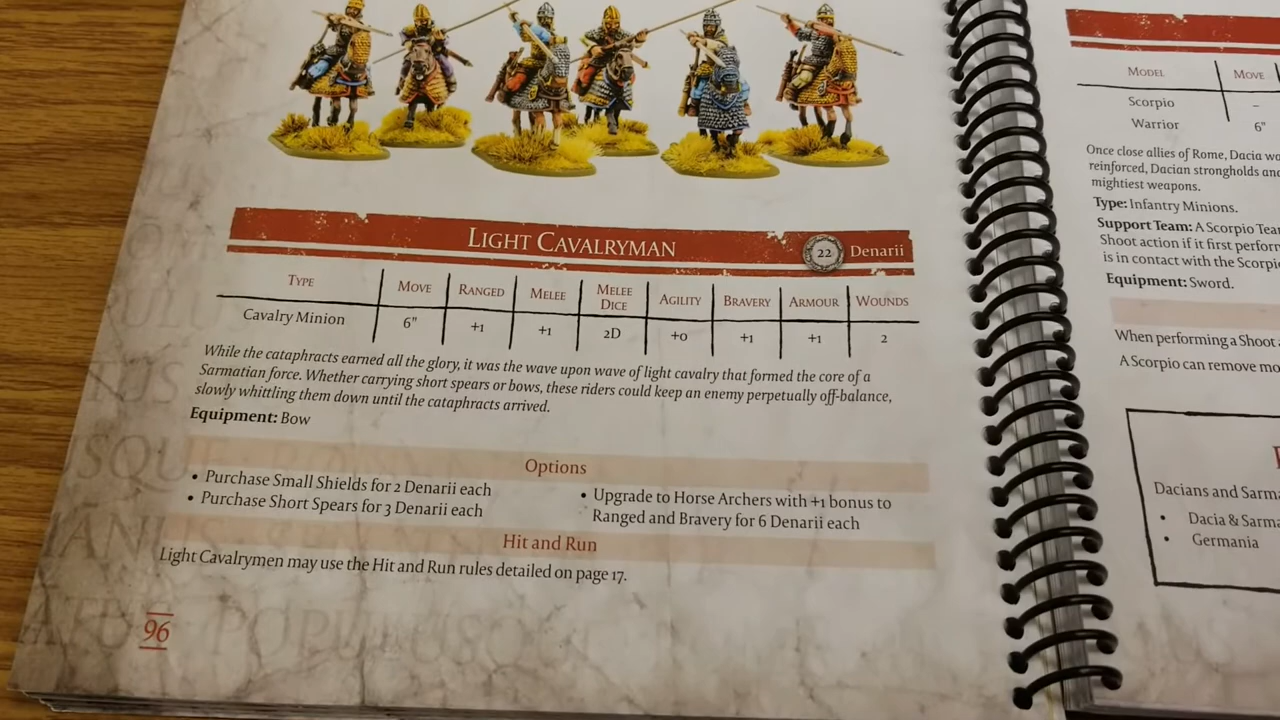 LIGHT CAVALRYMAN 22 Denarii
TYPE MOVE RANGED MELEE MELEE DICE AGILITY BRAVERY ARMOUR WOUNDS
Cavalry Minion 6" +1 +1 2D +0 +1 +1 2
While the cataphracts earned all the glory, it was the wave upon wave of light cavalry that formed the core of a
Sarmatian force. Whether carrying short spears or bows, these riders could keep an enemy perpetually off-balance,
slowly whittling them down until the cataphracts arrived.
Equipment: Bow
Options
• Purchase Small Shields for 2 Denarii each
• Purchase Short Spears for 3 Denarii each
• Upgrade to Horse Archers with +1 bonus to
Ranged and Bravery for 6 Denarii each
Hit and Run
Light Cavalrymen may use the Hit and Run rules detailed on page 17.
96
MODEL MOVE
Scorpio –
Warrior 6"
Once close allies of Rome, Dacia
reinforced, Dacian strongholds
mightiest weapons.
Type: Infantry Minions.
Support Team: A Scorpio
Shoot action if it first
is in contact with the
Equipment: Sword.
When performing a Shoot
A Scorpio can remove
Dacians and
• Dacia &
• Germania